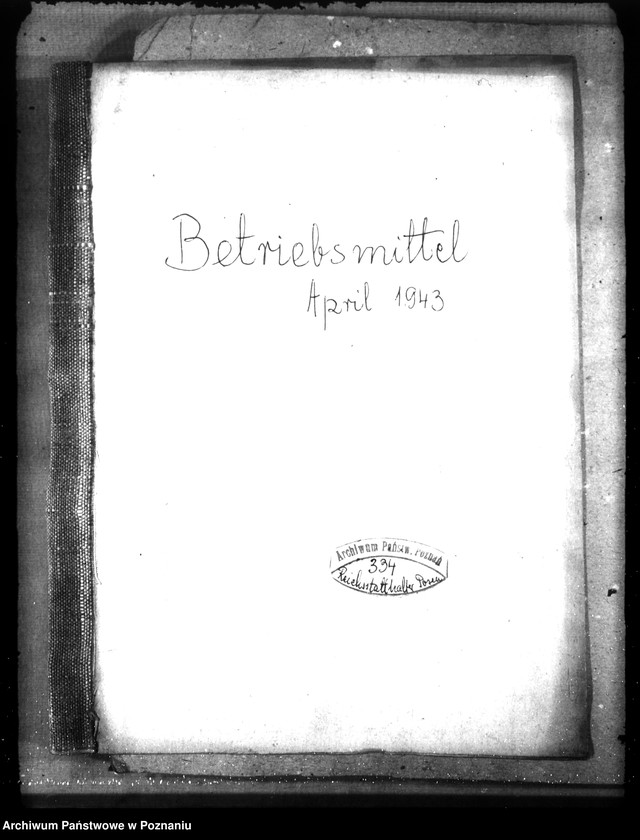 Betriebsmittel
April 1943
Archiwum Państw. Poznań
334
Reichsstatthalter Posen
Archiwum Państwowe w Poznaniu